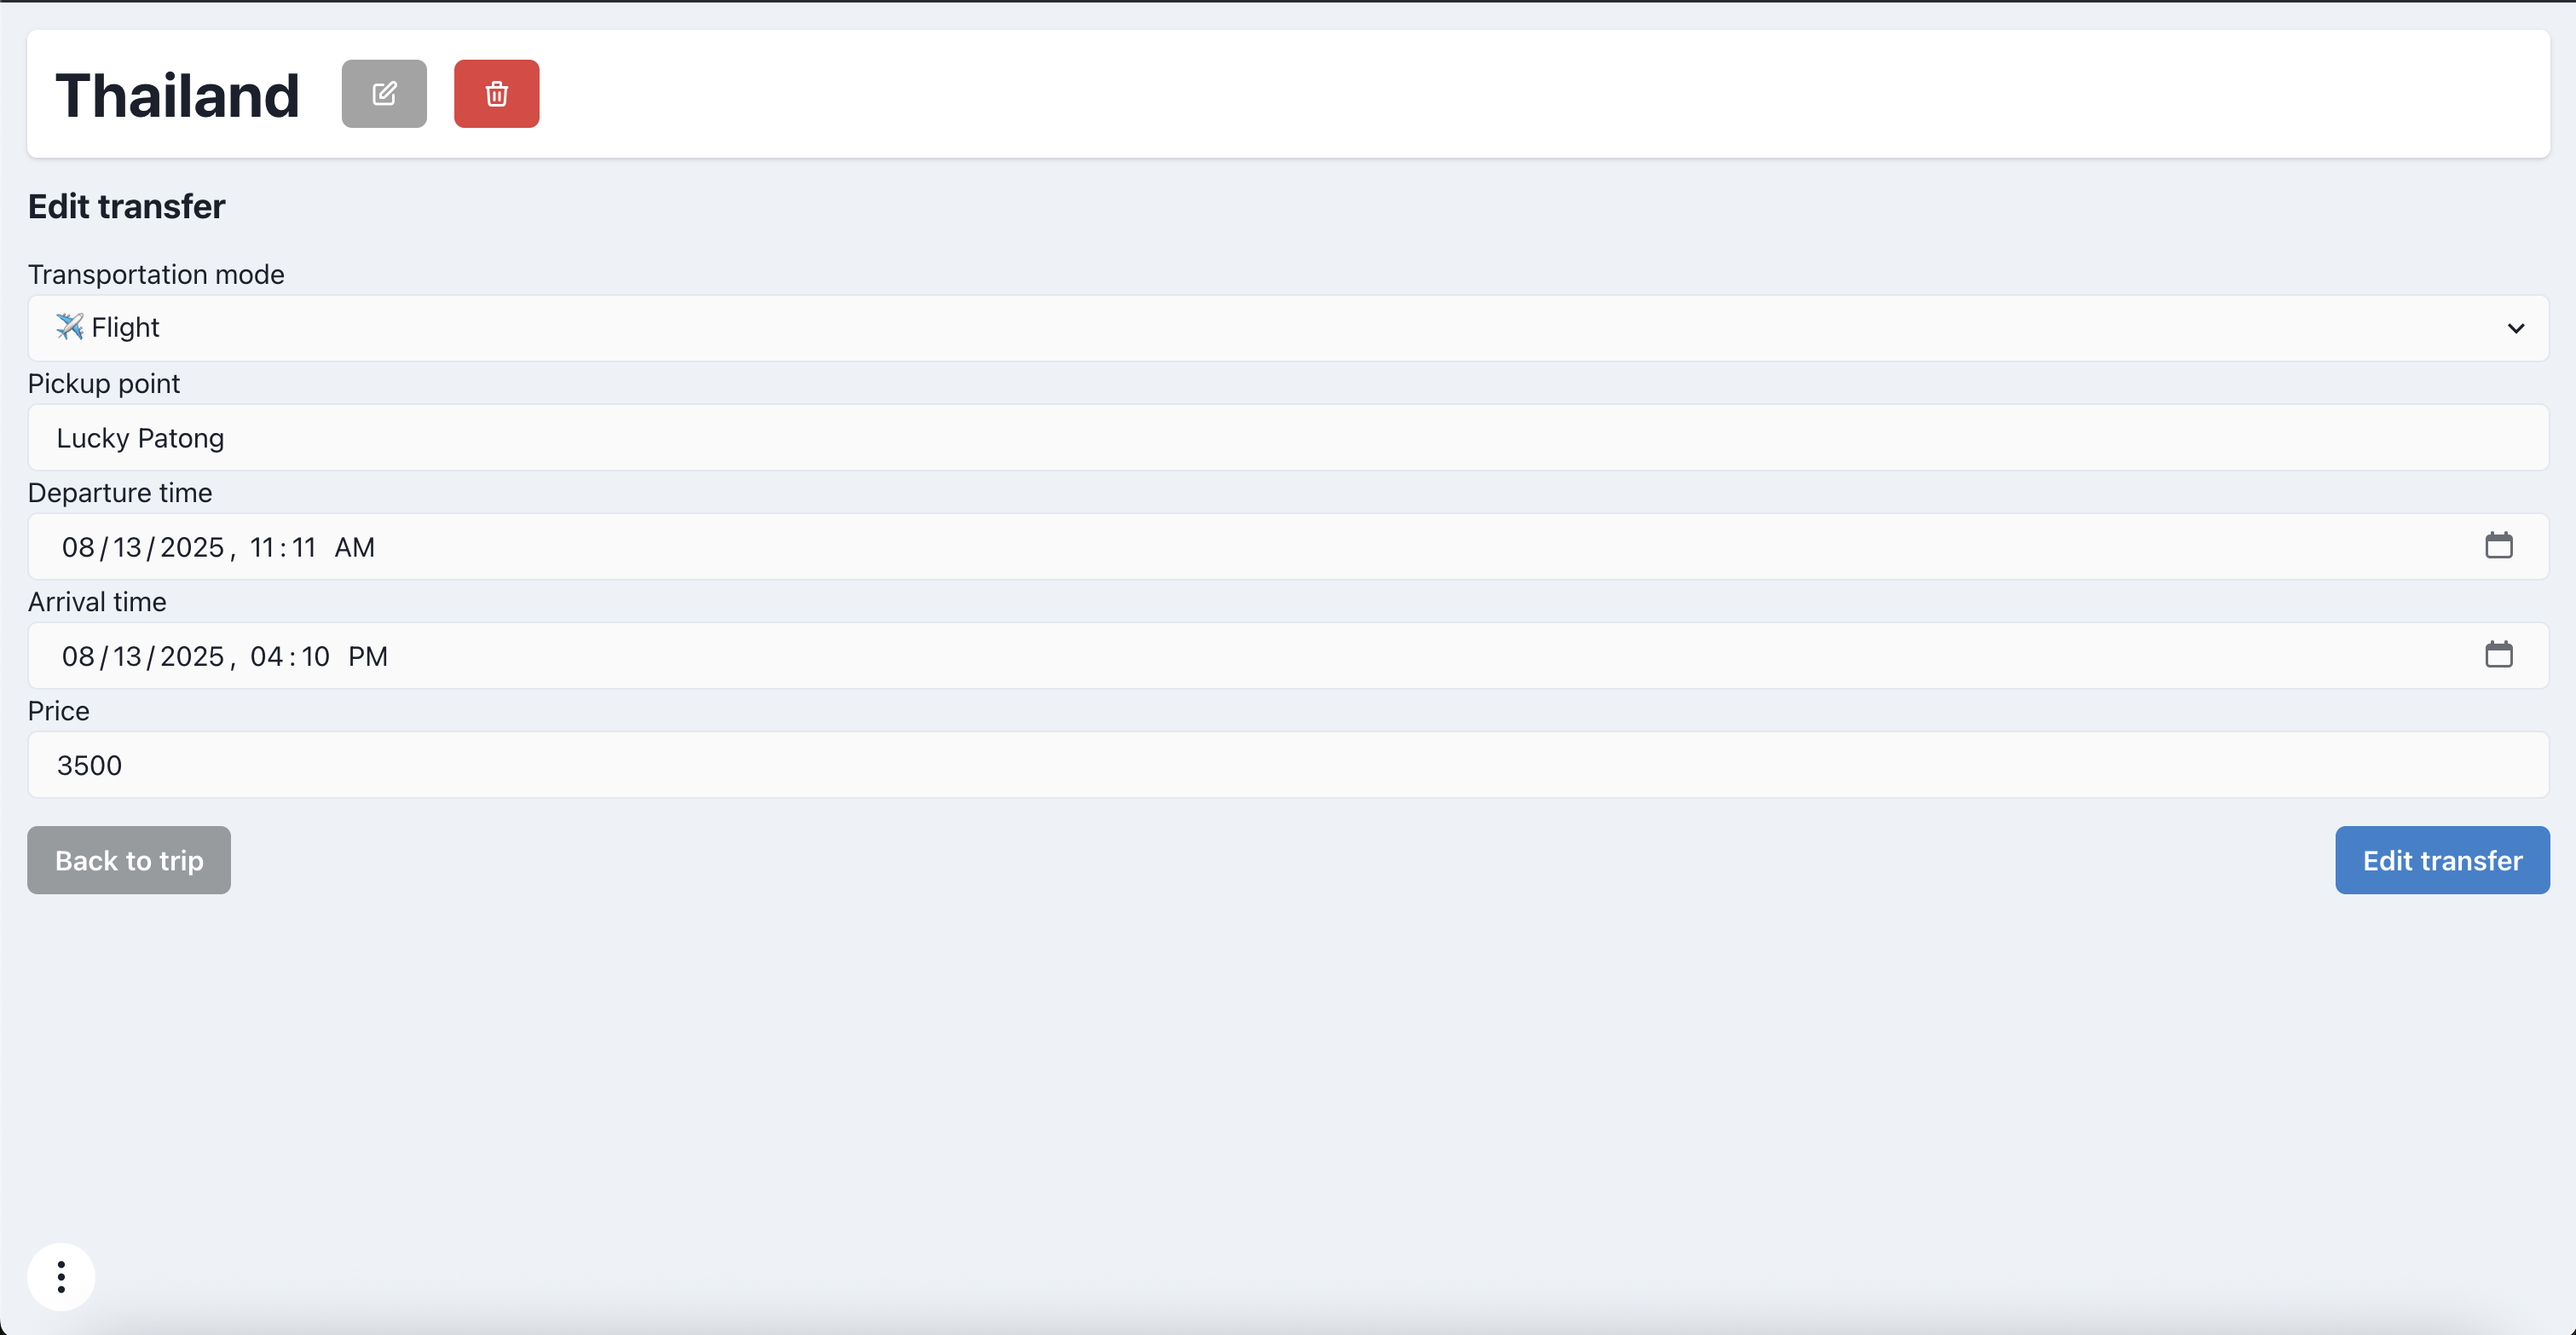 Thailand
Edit transfer
Transportation mode
✈️ Flight
Pickup point
Lucky Patong
Departure time
08/13/2025, 11:11 AM
Arrival time
08/13/2025, 04:10 PM
Price
3500
Back to trip
Edit transfer